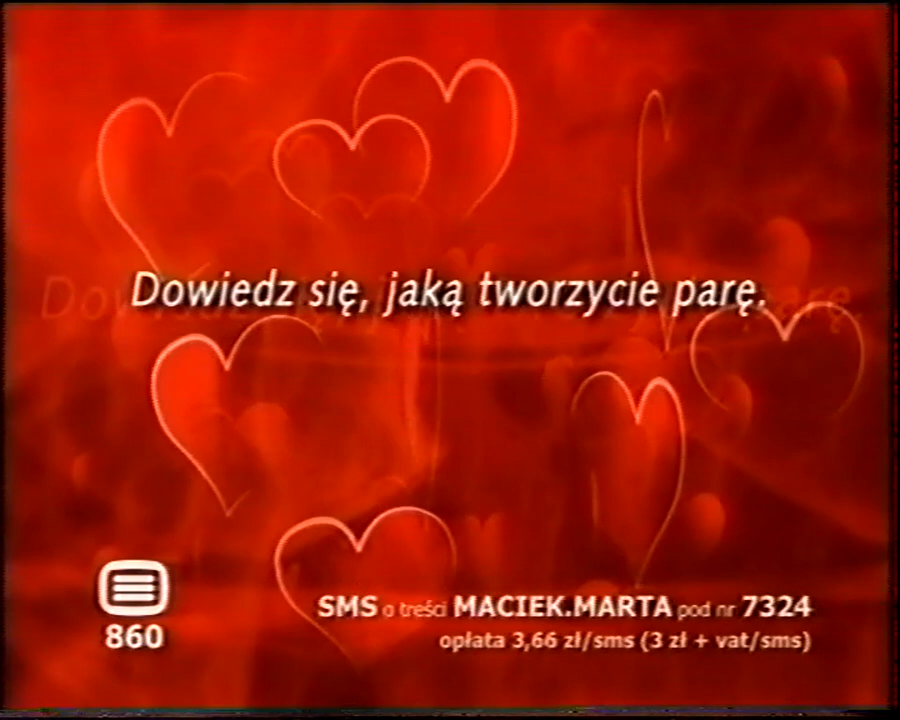 Dowiedz się, jaką tworzycie parę.
SMS o treści MACIEK.MARTA pod nr 7324
opłata 3,66 zł/sms (3 zł + vat/sms)
860